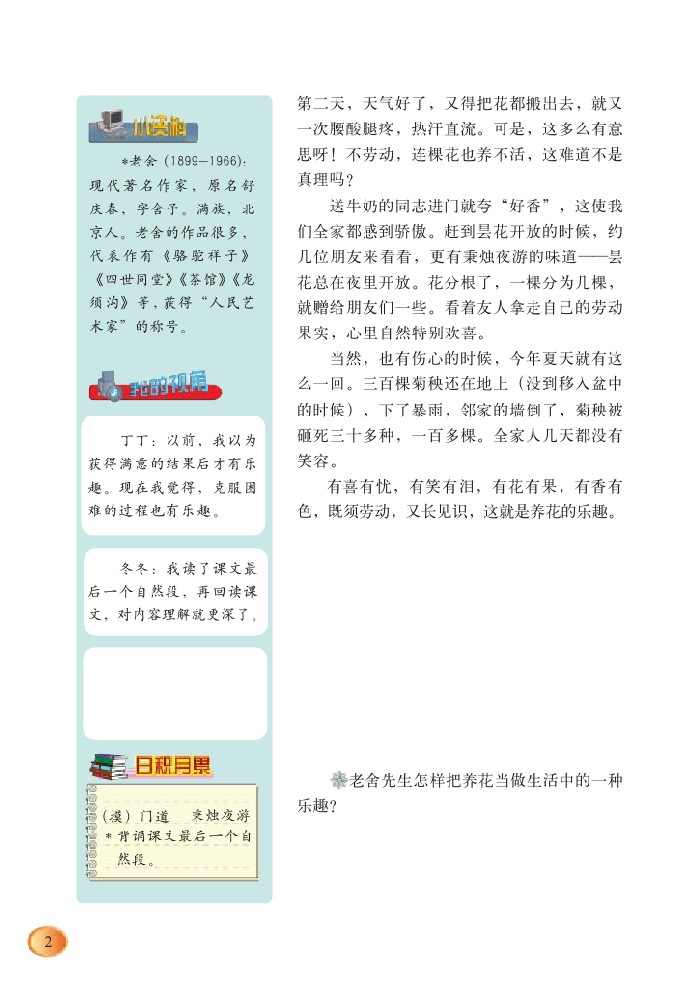 小资料
*老舍（1899—1966）：
现代著名作家，原名舒
庆春，字舍予。满族，北
京人。老舍的作品很多，
代表作有《骆驼祥子》
《四世同堂》《茶馆》《龙
须沟》等，获得“人民艺
术家”的称号。
我的视角
丁丁：以前，我以为
获得满意的结果后才有乐
趣。现在我觉得，克服困
难的过程也有乐趣。
冬冬：我读了课文最
后一个自然段，再回读课
文，对内容理解就更深了。
日积月累
（漠）门道 秉烛夜游
*背诵课文最后一个自
然段。
第二天，天气好了，又得把花都搬出去，就又
一次腰酸腿疼，热汗直流。可是，这多么有意
思呀！不劳动，连棵花也养不活，这难道不是
真理吗？
送牛奶的同志进门就夸“好香”，这使我
们全家都感到骄傲。赶到昙花开放的时候，约
几位朋友来看看，更有秉烛夜游的味道——昙
花总在夜里开放。花分根了，一棵分为几棵，
就赠给朋友们一些。看着友人拿走自己的劳动
果实，心里自然特别欢喜。
当然，也有伤心的时候，今年夏天就有这
么一回。三百棵菊秧还在地上（没到移入盆中
的时候），下了暴雨，邻家的墙倒了，菊秧被
砸死三十多种，一百多棵。全家人几天都没有
笑容。
有喜有忧，有笑有泪，有花有果，有香有
色，既须劳动，又长见识，这就是养花的乐趣。
老舍先生怎样把养花当做生活中的一种
乐趣？
2